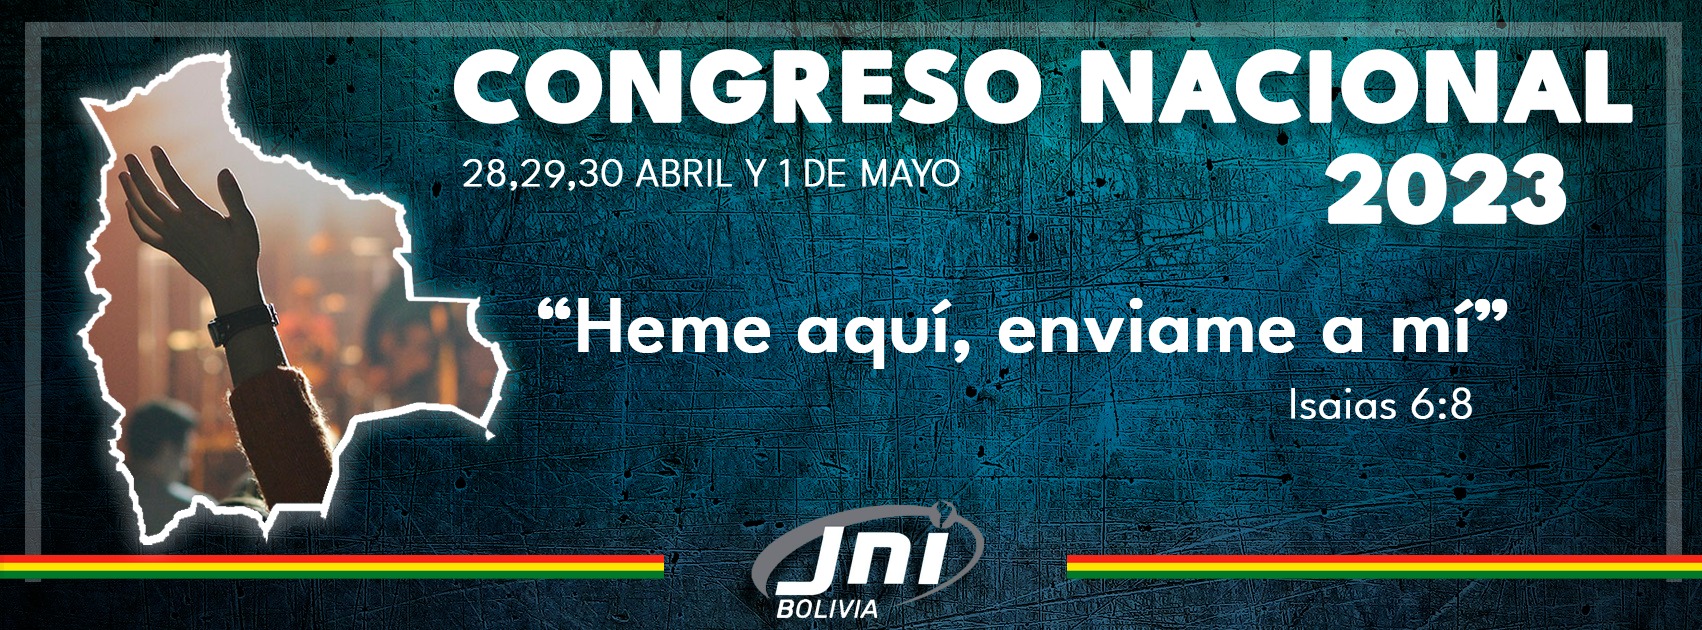 CONGRESO NACIONAL
2023
28,29,30 ABRIL Y 1 DE MAYO
“Heme aquí, enviame a mí”
Isaias 6:8
Jni
BOLIVIA